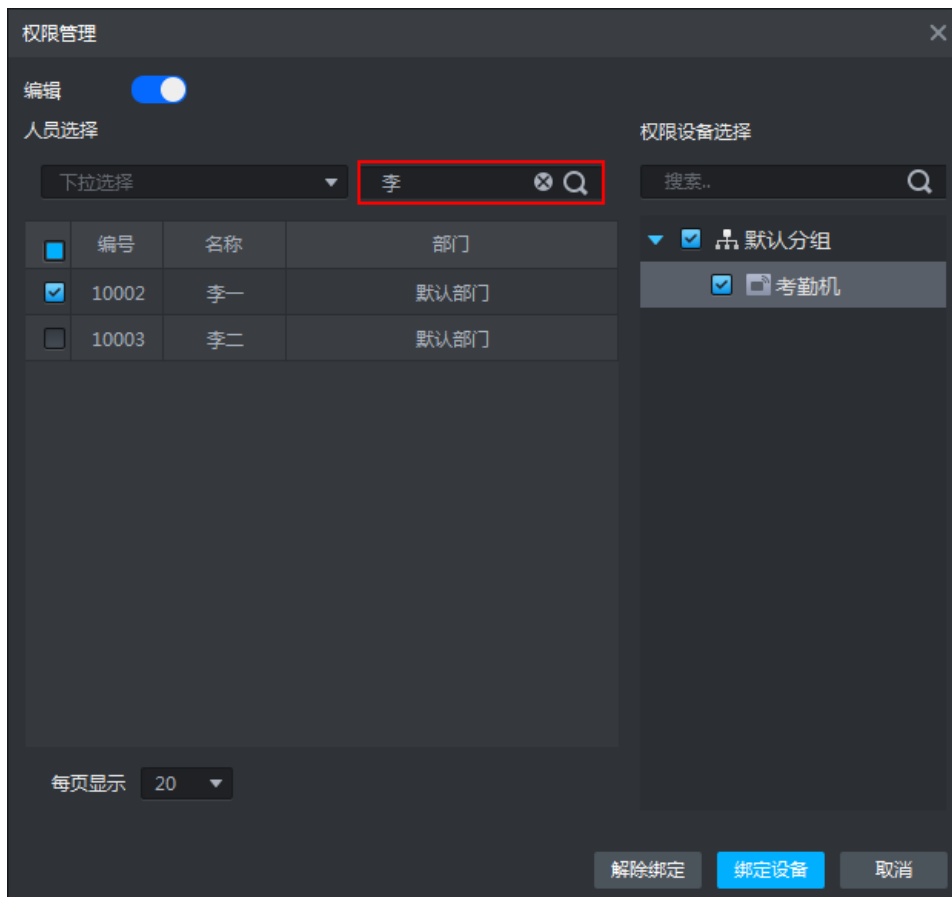 权限管理
编辑
人员选择
权限设备选择
下拉选择
李
搜素..
编号 名称 部门
10002 李一 默认部门
10003 李二 默认部门
默认分组
考勤机
每页显示 20
解除绑定 绑定设备 取消